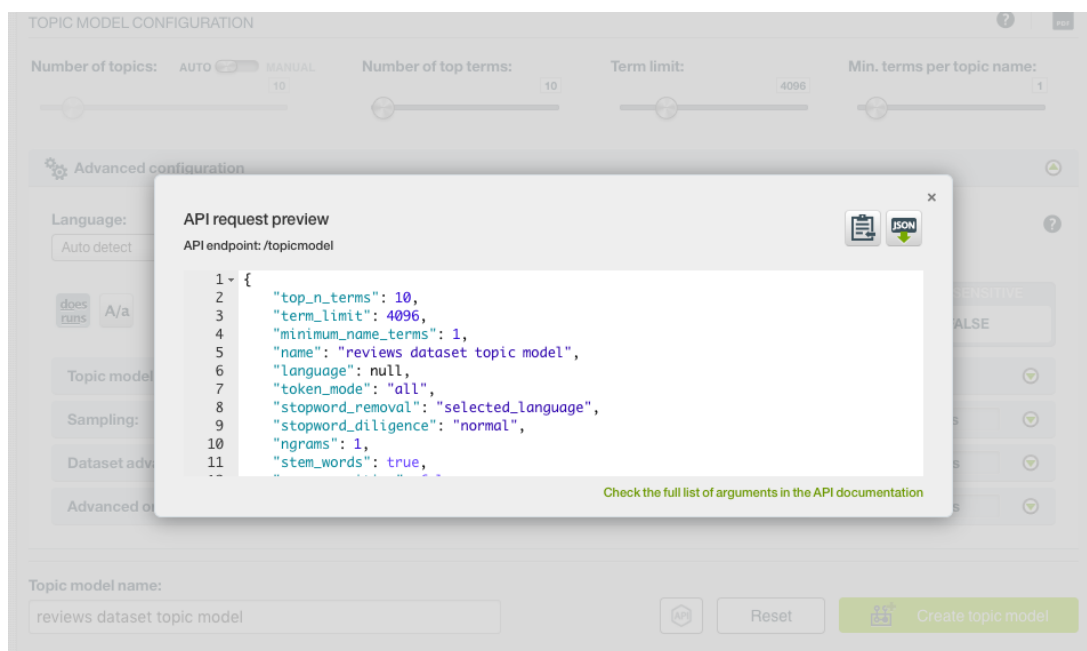 TOPIC MODEL CONFIGURATION
?
PDF
Number of topics: AUTO MANUAL
10
Number of top terms:
10
Term limit:
4096
Min. terms per topic name:
1
Advanced configuration
Language:
Auto detect
?
does
runs
A/a
ALSE
Topic model
Sampling:
Dataset adv
Advanced o
×
API request preview
API endpoint: /topicmodel
JSON
1 {
2 "top_n_terms": 10,
3 "term_limit": 4096,
4 "minimum_name_terms": 1,
5 "name": "reviews dataset topic model",
6 "language": null,
7 "token_mode": "all",
8 "stopword_removal": "selected_language",
9 "stopword_diligence": "normal",
10 "ngrams": 1,
11 "stem_words": true,
Check the full list of arguments in the API documentation
Topic model name:
reviews dataset topic model
API
Reset
Create topic model